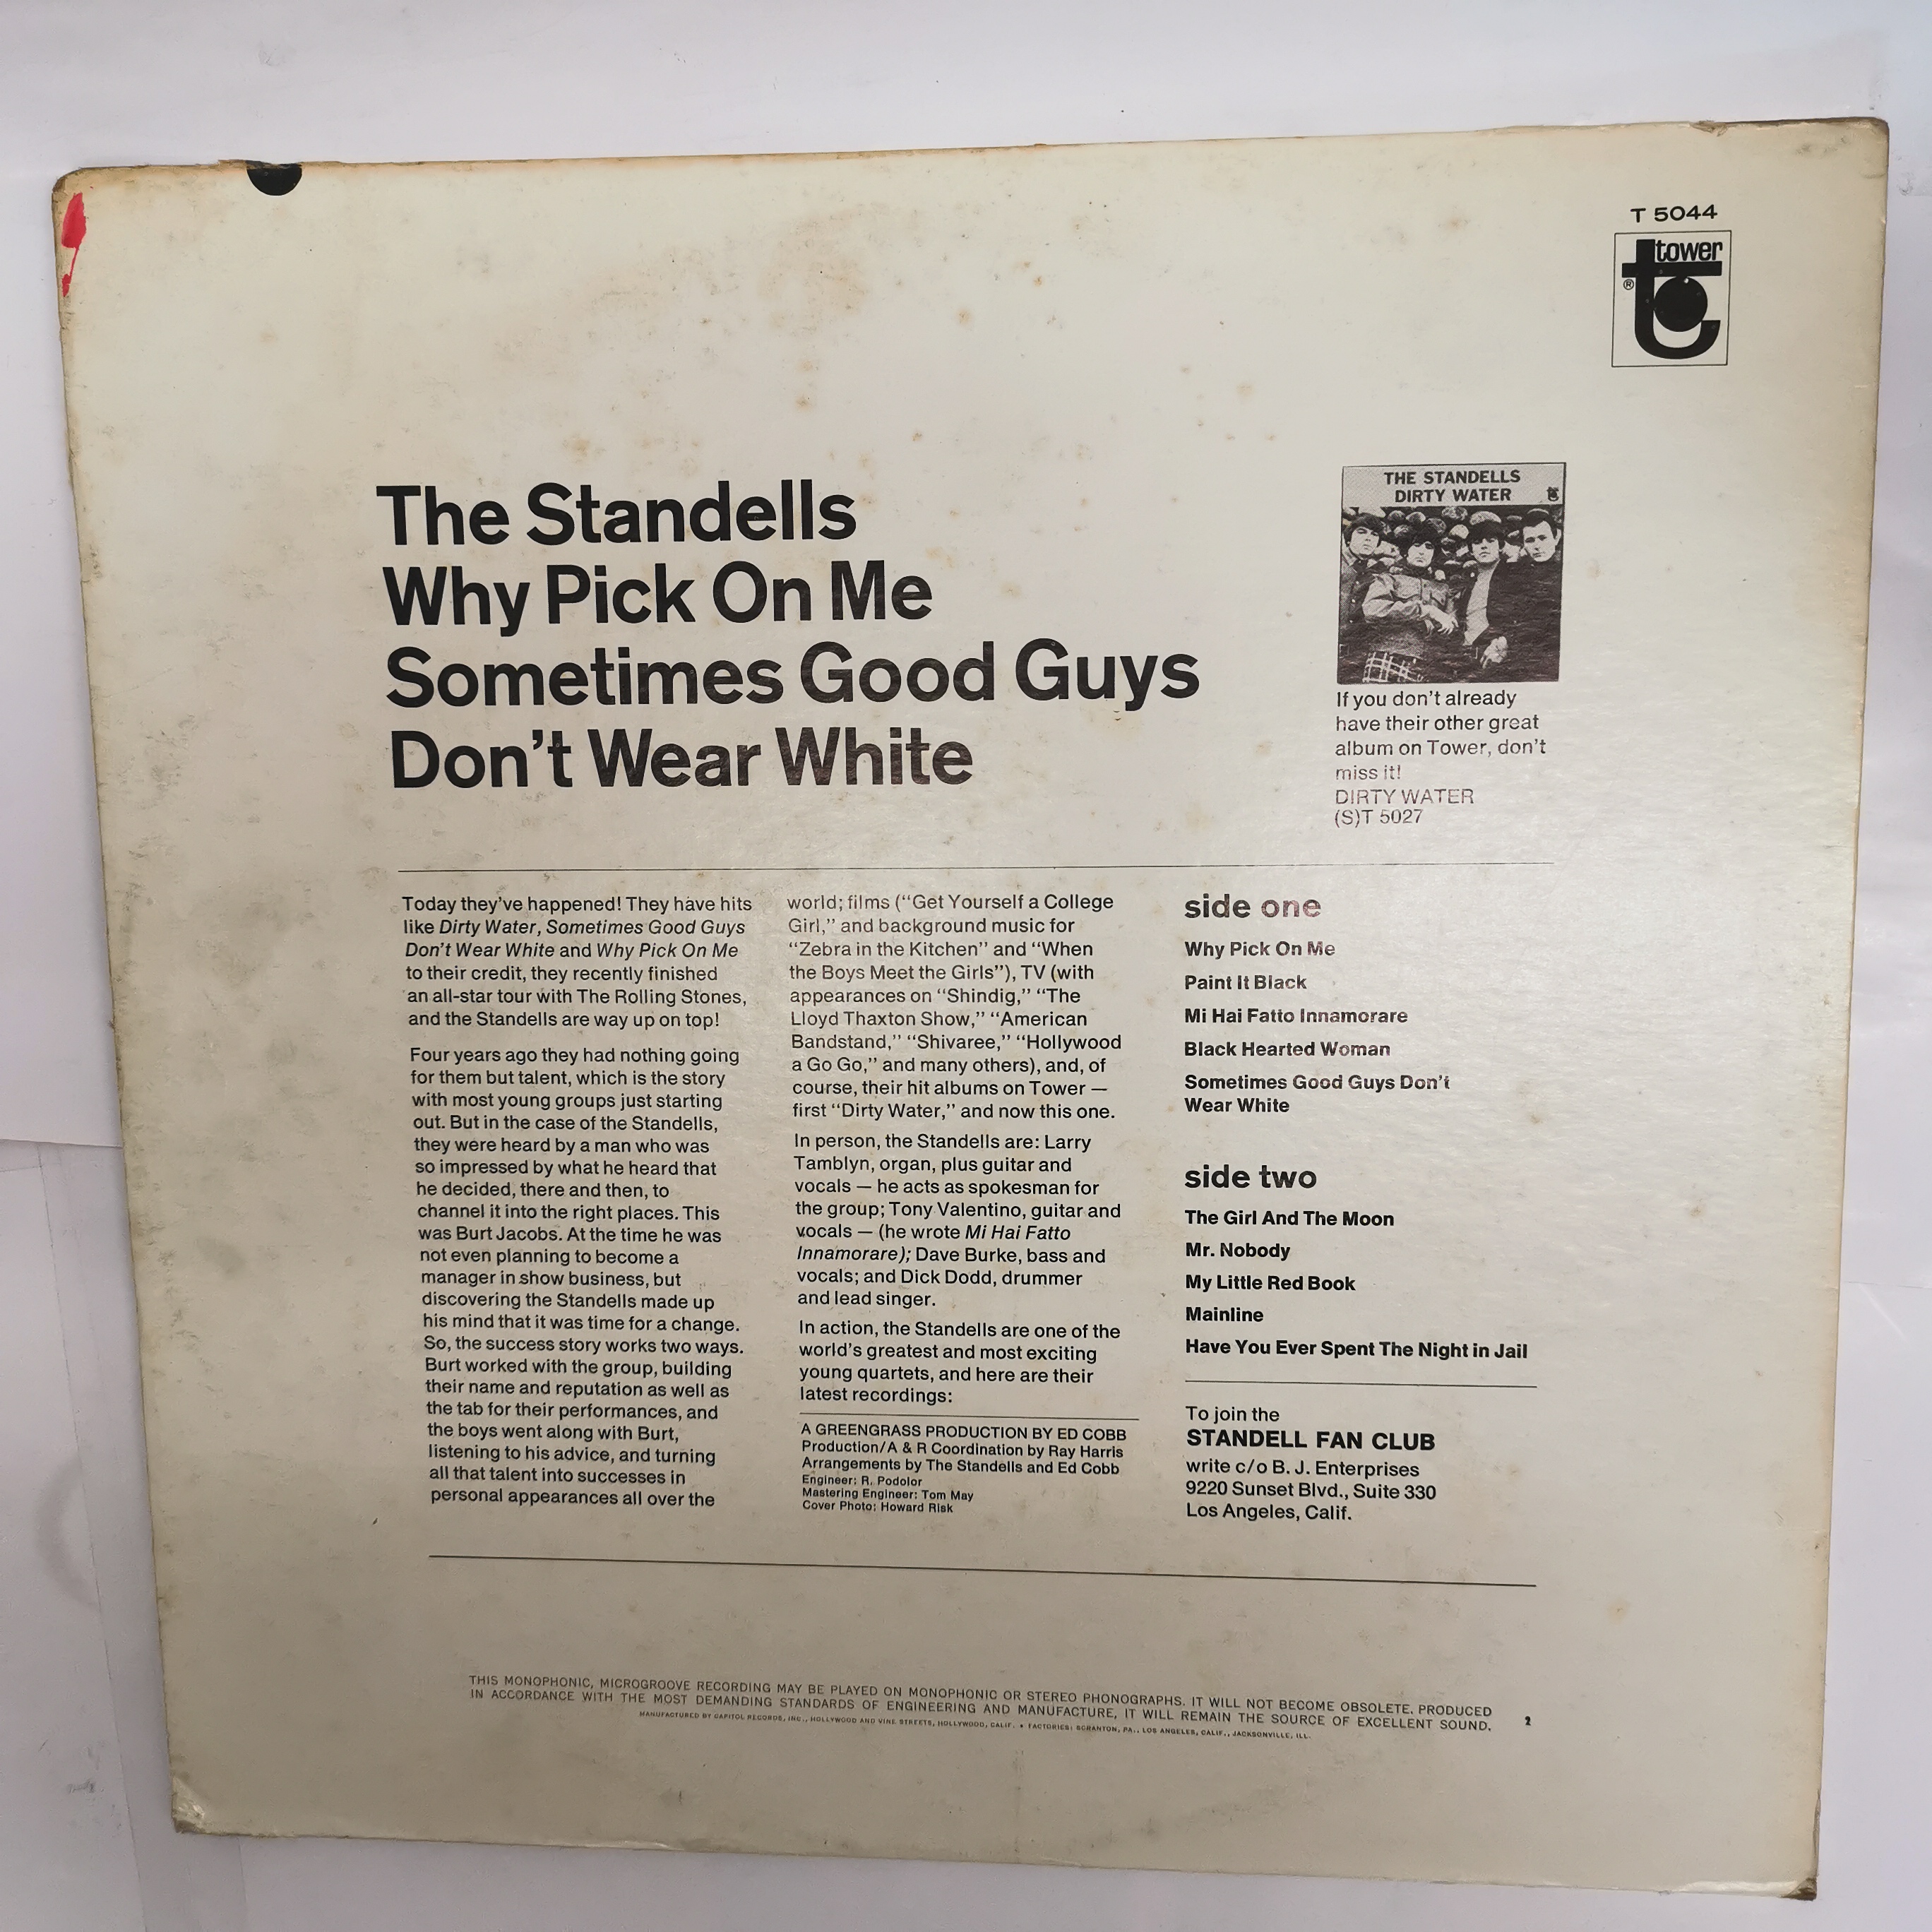 T 5044
tower
®
The Standells
Why Pick On Me
Sometimes Good Guys
Don't Wear White
THE STANDELLS
DIRTY WATER
If you don't already
have their other great
album on Tower, don't
miss it!
DIRTY WATER
(S)T 5027
Today they've happened! They have hits
like Dirty Water, Sometimes Good Guys
Don't Wear White and Why Pick On Me
to their credit, they recently finished
an all-star tour with The Rolling Stones,
and the Standells are way up on top!
Four years ago they had nothing going
for them but talent, which is the story
with most young groups just starting
out. But in the case of the Standells,
they were heard by a man who was
so impressed by what he heard that
he decided, there and then, to
channel it into the right places. This
was Burt Jacobs. At the time he was
not even planning to become a
manager in show business, but
discovering the Standells made up
his mind that it was time for a change.
So, the success story works two ways.
Burt worked with the group, building
their name and reputation as well as
the tab for their performances, and
the boys went along with Burt,
listening to his advice, and turning
all that talent into successes in
personal appearances all over the
world; films ("Get Yourself a College
Girl," and background music for
"Zebra in the Kitchen" and "When
the Boys Meet the Girls"), TV (with
appearances on "Shindig," "The
Lloyd Thaxton Show," "American
Bandstand," "Shivaree," "Hollywood
a Go Go," and many others), and, of
course, their hit albums on Tower —
first "Dirty Water," and now this one.
In person, the Standells are: Larry
Tamblyn, organ, plus guitar and
vocals — he acts as spokesman for
the group; Tony Valentino, guitar and
vocals — (he wrote Mi Hai Fatto
Innamorare); Dave Burke, bass and
vocals; and Dick Dodd, drummer
and lead singer.
In action, the Standells are one of the
world's greatest and most exciting
young quartets, and here are their
latest recordings:
A GREENGRASS PRODUCTION BY ED COBB
Production/A & R Coordination by Ray Harris
Arrangements by The Standells and Ed Cobb
Engineer: R. Podolor
Mastering Engineer: Tom May
Cover Photo: Howard Risk
side one
Why Pick On Me
Paint It Black
Mi Hai Fatto Innamorare
Black Hearted Woman
Sometimes Good Guys Don't
Wear White
side two
The Girl And The Moon
Mr. Nobody
My Little Red Book
Mainline
Have You Ever Spent The Night in Jail
To join the
STANDELL FAN CLUB
write c/o B. J. Enterprises
9220 Sunset Blvd., Suite 330
Los Angeles, Calif.
THIS MONOPHONIC, MICROGROOVE RECORDING MAY BE PLAYED ON MONOPHONIC OR STEREO PHONOGRAPHS. IT WILL NOT BECOME OBSOLETE. PRODUCED
IN ACCORDANCE WITH THE MOST DEMANDING STANDARDS OF ENGINEERING AND MANUFACTURE, IT WILL REMAIN THE SOURCE OF EXCELLENT SOUND.
MANUFACTURED BY CAPITOL RECORDS, INC., HOLLYWOOD AND VINE STREETS, HOLLYWOOD, CALIF. • FACTORIES: SCRANTON, PA., LOS ANGELES, CALIF., JACKSONVILLE, ILL.
2